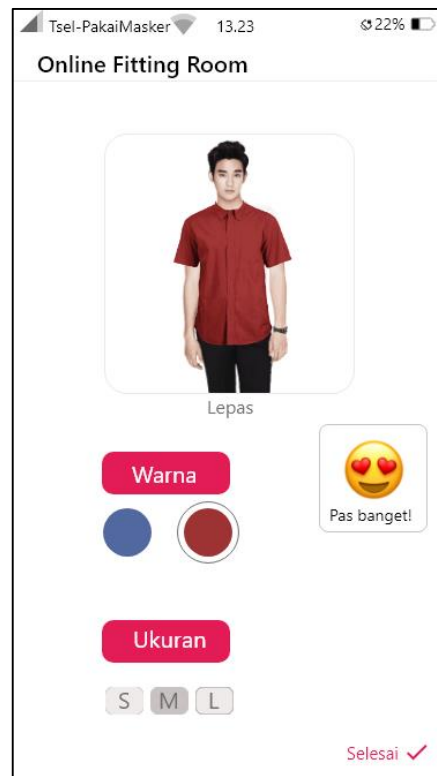 Tsel-PakaiMasker 13.23 22%
Online Fitting Room
Lepas
Warna
Pas banget!
Ukuran
S M L
Selesai